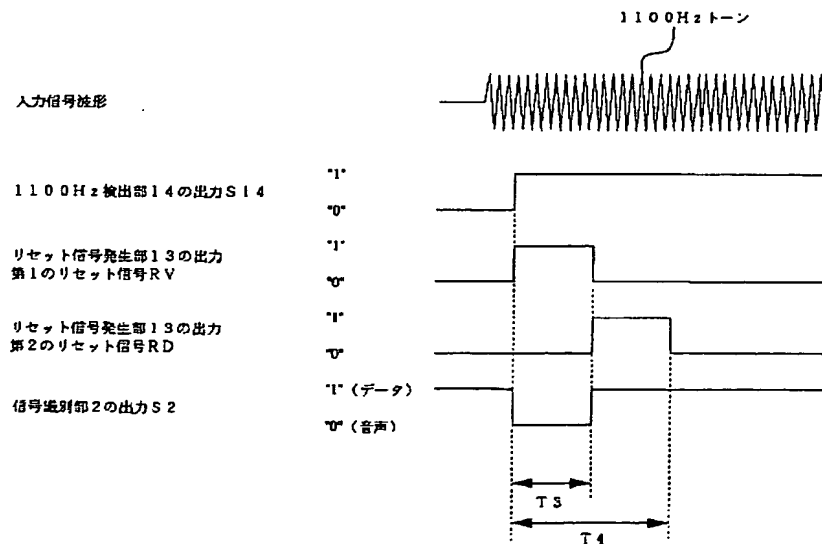 1100Hzトーン
入力信号波形
1100Hz検出部14の出力S14
"1"
"0"
リセット信号発生部13の出力
第1のリセット信号RV
"1"
"0"
リセット信号発生部13の出力
第2のリセット信号RD
"1"
"0"
信号識別部2の出力S2
"1"(データ)
"0"(音声)
T3
T4